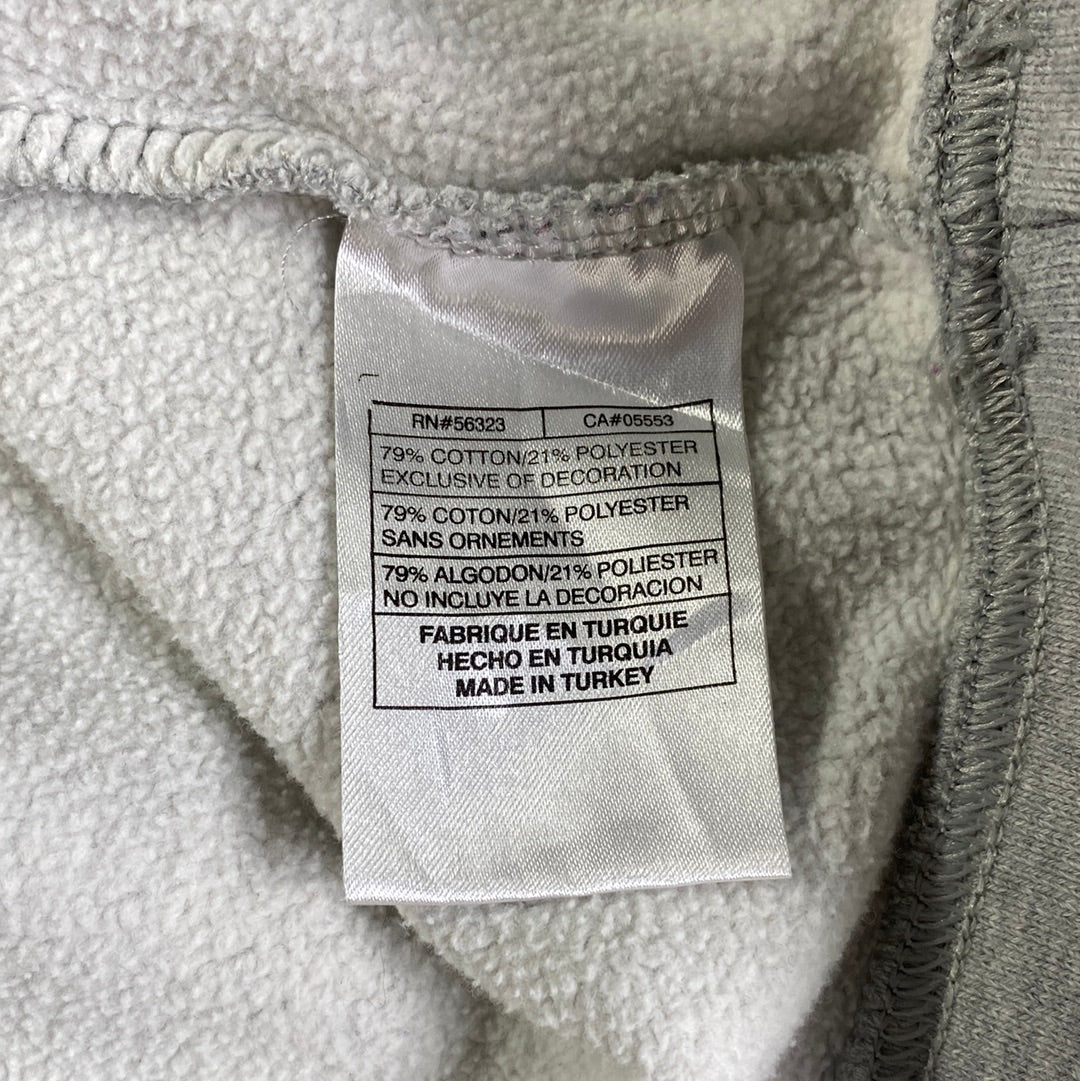 RN#56323 CA#05553
79% COTTON/21% POLYESTER
EXCLUSIVE OF DECORATION
79% COTON/21% POLYESTER
SANS ORNEMENTS
79% ALGODON/21% POLIESTER
NO INCLUYE LA DECORACION
FABRIQUE EN TURQUIE
HECHO EN TURQUIA
MADE IN TURKEY